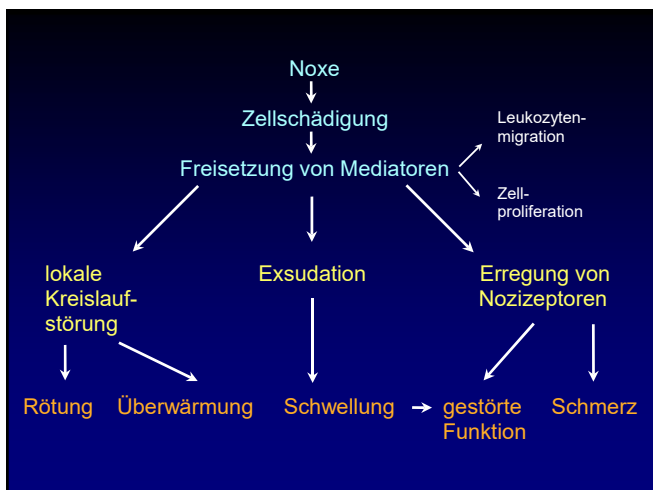 Noxe
Zellschädigung
Freisetzung von Mediatoren
Leukozyten-
migration
Zell-
proliferation
lokale
Kreislauf-
störung
Exsudation
Erregung von
Nozizeptoren
Rötung
Überwärmung
Schwellung
gestörte
Funktion
Schmerz